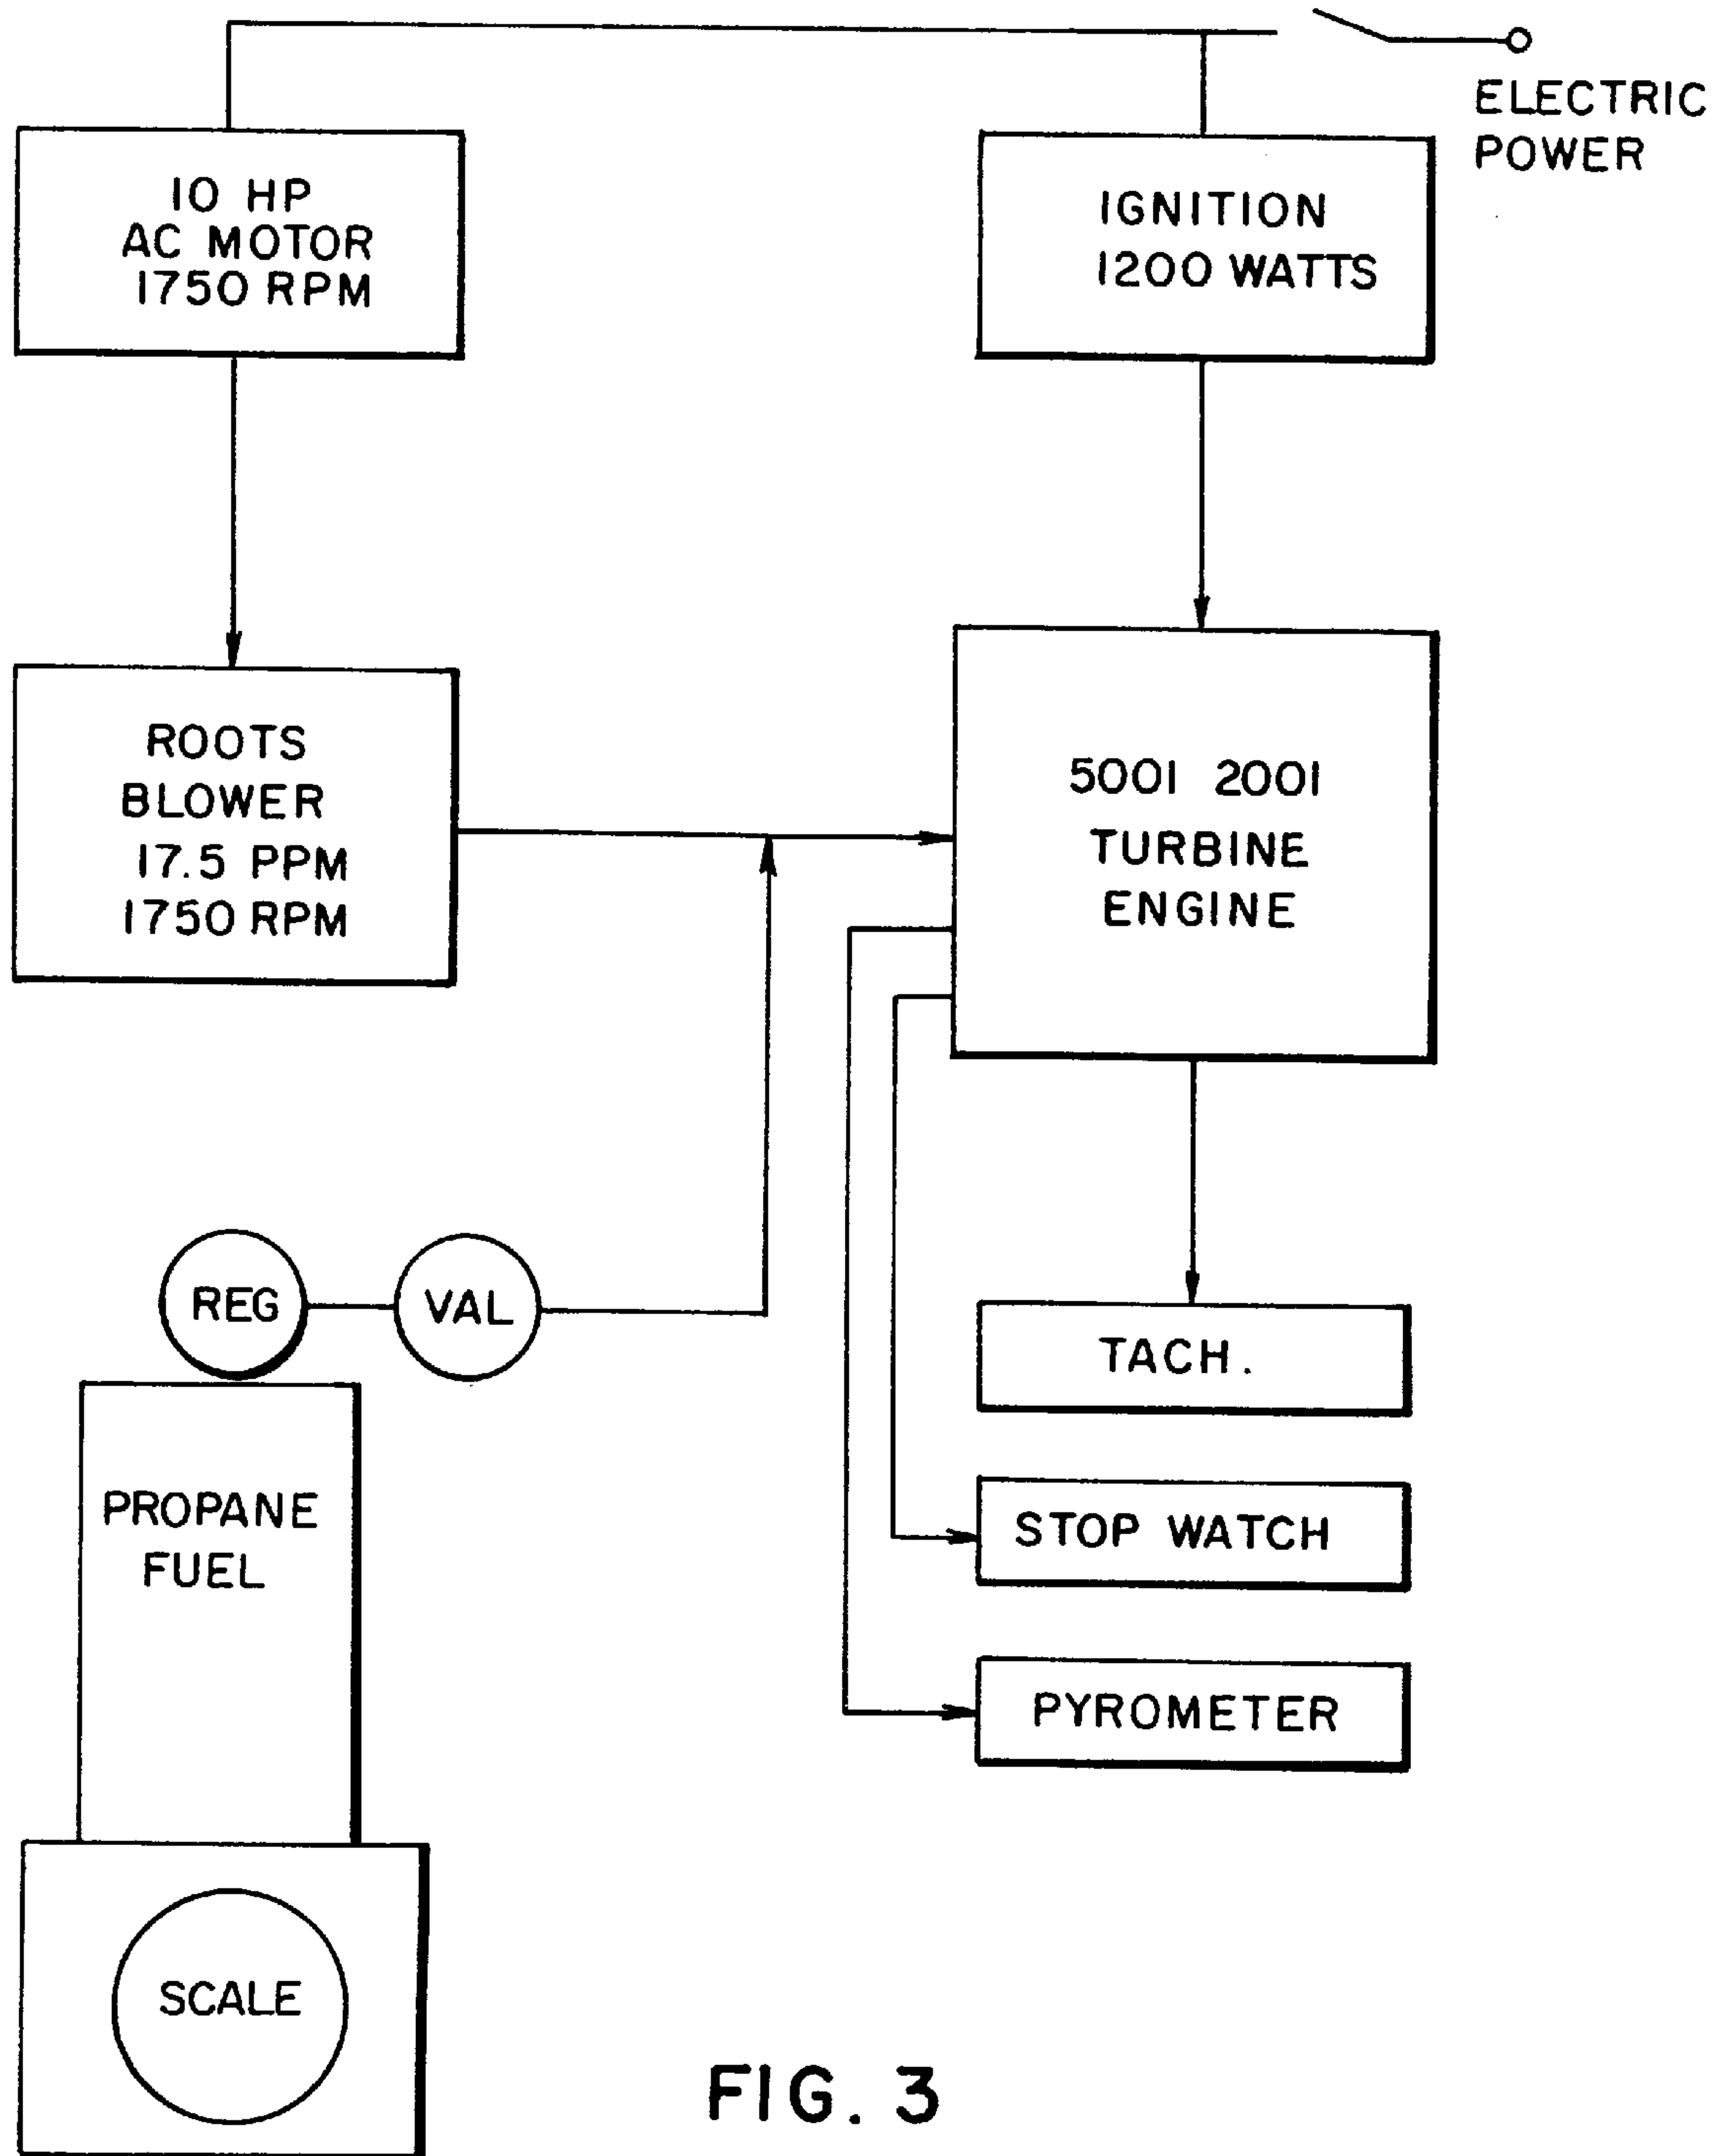 ELECTRIC
POWER
10 HP
AC MOTOR
1750 RPM
IGNITION
1200 WATTS
ROOTS
BLOWER
17.5 PPM
1750 RPM
5001 2001
TURBINE
ENGINE
REG
VAL
TACH.
PROPANE
FUEL
STOP WATCH
PYROMETER
SCALE
FIG. 3